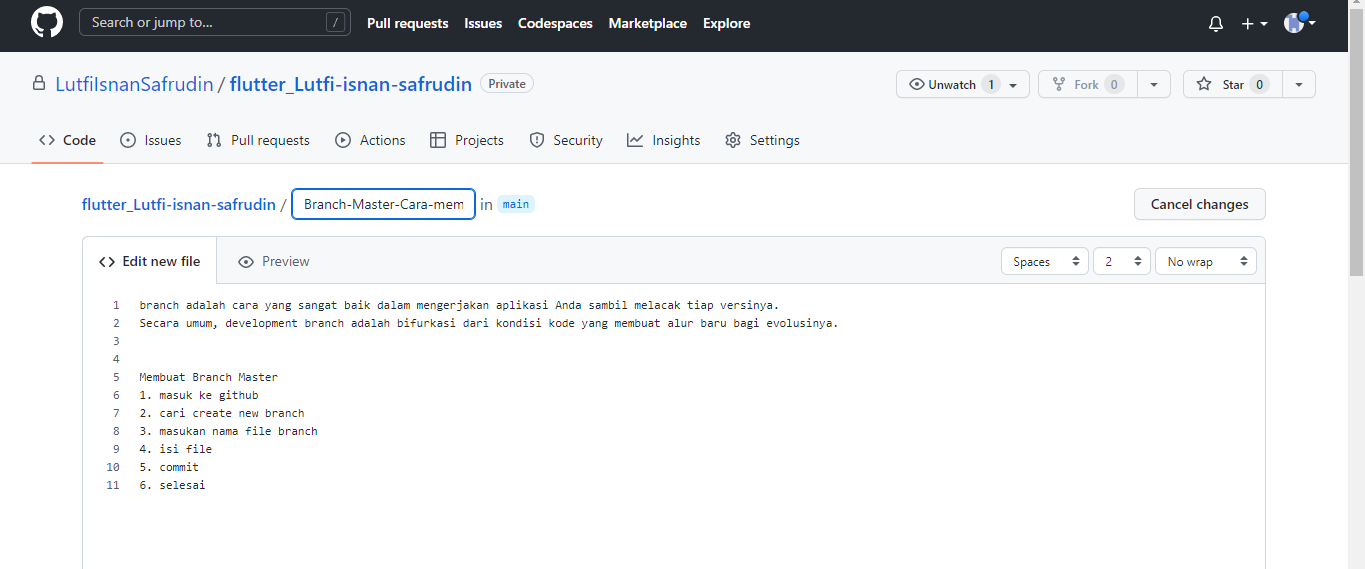 Search or jump to... /
Pull requests Issues Codespaces Marketplace Explore
LutfiIsnanSafrudin / flutter_Lutfi-isnan-safrudin Private
Unwatch 1 Fork 0 Star 0
Code Issues Pull requests Actions Projects Security Insights Settings
flutter_Lutfi-isnan-safrudin / Branch-Master-Cara-mem in main Cancel changes
Edit new file Preview Spaces 2 No wrap
1 branch adalah cara yang sangat baik dalam mengerjakan aplikasi Anda sambil melacak tiap versinya.
2 Secara umum, development branch adalah bifurkasi dari kondisi kode yang membuat alur baru bagi evolusinya.
3
4
5 Membuat Branch Master
6 1. masuk ke github
7 2. cari create new branch
8 3. masukan nama file branch
9 4. isi file
10 5. commit
11 6. selesai